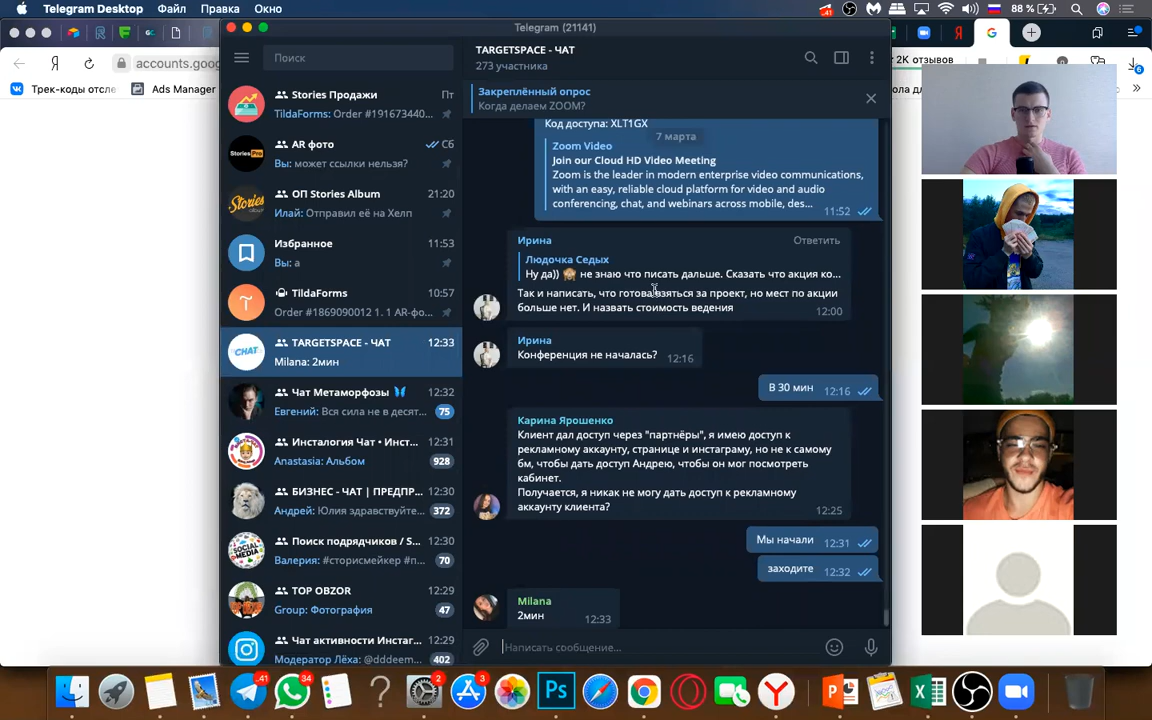 Telegram Desktop Файл Правка Окно
.41
88 %
Telegram (21141)
accounts.goog
2K отзывов
Трек-коды отсле
Ads Manager
6
Поиск
Stories Продажи
Пт
TildaForms: Order #19167З440...
AR фото
Сб
Вы: может ссылки нельзя?
ОП Stories Album
21:20
Илай: Отправил её на Хелп
Избранное
11:53
Вы: а
TildaForms
10:57
Order #1869090012 1. 1 AR-фо...
TARGETSPACE - ЧАТ
12:33
Milana: 2мин
Чат Метаморфозы
12:32
Евгений: Вся сила не в десят...
75
Инсталогия Чат • Инст...
12:31
Anastasia: Альбом
928
БИЗНЕС - ЧАТ | ПРЕДПР...
12:30
Андрей: Юлия здравствуйте...
372
Поиск подрядчиков / S...
12:30
Валерия: #сторисмейкер #п...
70
TOP OBZOR
12:29
Group: Фотография
47
Чат активности Инстаг...
12:29
Модератор Лёха: @dddeem...
402
TARGETSPACE - ЧАТ
273 участника
Закреплённый опрос
Когда делаем ZOOM?
Код доступа: XLT1GX
7 марта
Zoom Video
Join our Cloud HD Video Meeting
Zoom is the leader in modern enterprise video communications,
with an easy, reliable cloud platform for video and audio
conferencing, chat, and webinars across mobile, des...
11:52
Ирина
Ответить
Людочка Седых
Ну да)) не знаю что писать дальше. Сказать что акция ко...
Так и написать, что готова взяться за проект, но мест по акции
больше нет. И назвать стоимость ведения
12:00
Ирина
Конференция не началась?
12:16
В 30 мин
12:16
Карина Ярошенко
Клиент дал доступ через "партнёры", я имею доступ к
рекламному аккаунту, странице и инстаграму, но не к самому
бм, чтобы дать доступ Андрею, чтобы он мог посмотреть
кабинет.
Получается, я никак не могу дать доступ к рекламному
аккаунту клиента?
12:25
Мы начали
12:31
заходите
12:32
Milana
2мин
12:33
Написать сообщение...
.41
34
2
3
Ps